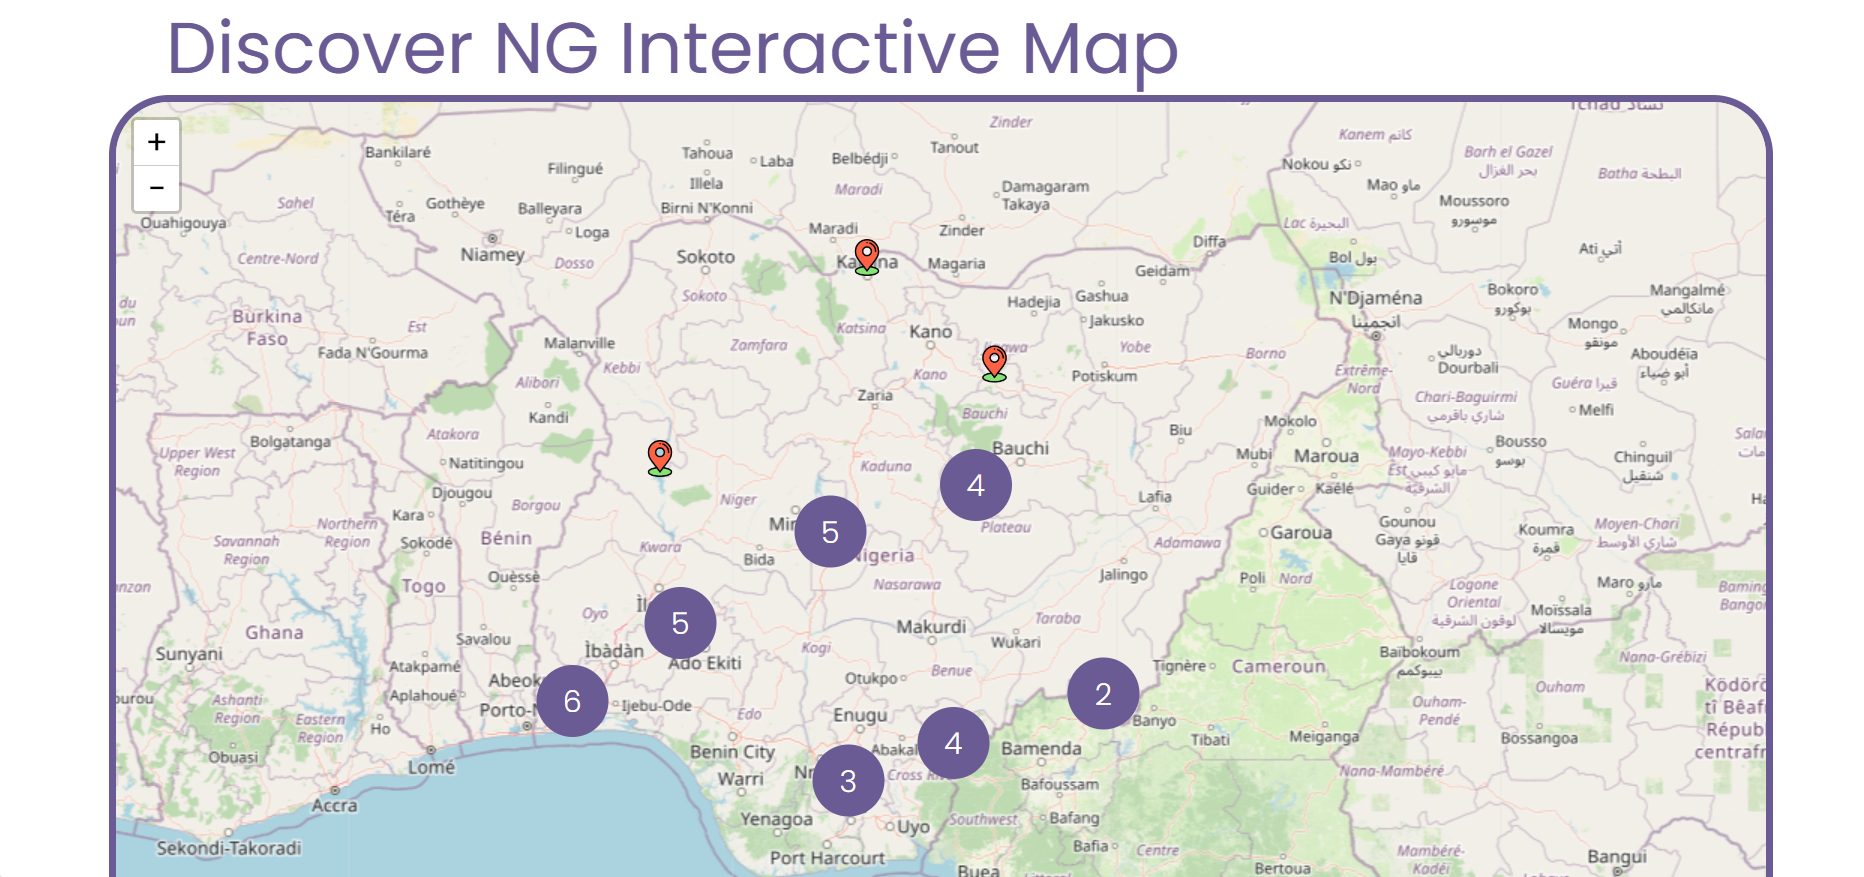 Discover NG Interactive Map
Tchad تشاد
+
−
Zinder
Kanem كانم
Bankilaré
Tahoua
Laba
Belbédji
Tanout
Barh el Gazel
بحر الغزال
Nokou نكو
Filingué
Batha البطحة
Illela
Maradi
Damagaram
Takaya
Mao ماو
Moussoro
موسورو
Sahel
Gothèye
Balleyara
Birni N'Konni
Téra
Ouahigouya
Loga
Maradi
Zinder
Lac البحيرة
Diffa
Ati أتي
Centre-Nord
Niamey
Dosso
Sokoto
Magaria
Geidam
Bol بول
Sokoto
Hadejia
Gashua
N'Djaména
انجمينا
Bokoro
بوكورو
Mangalmé
مانكالمي
Burkina
Faso
Est
Katsina
Kano
Jakusko
Mongo
مونقو
Fada N'Gourma
Malanville
Zamfara
Yobe
Borno
دوربالي
Dourbali
Aboudéïa
أبو ضياء
Kebbi
Kano
Potiskum
Extrême-
Nord
Guéra قيرا
Alibori
Zaria
Chari-Baguirmi
شاري باقرمي
Melfi
Kandi
Bauchi
Mokolo
Bolgatanga
Atakora
Biu
Bauchi
Bousso
بوسو
Upper West
Region
Natitingou
Kaduna
4
Mubi
Maroua
Mayo-Kebbi
Est مايو كيبي
الشرقية
Chinguil
شنقيل
Djougou
Niger
Lafia
Guider
Kaélé
Kara
Borgou
5
Plateau
Garoua
Gounou
Gaya قونو
قايا
Koumra
قمرة
Moyen-Chari
شاري الأوسط
Northern
Region
Savannah
Region
Sokodé
Bénin
Kwara
Bida
Nigeria
Adamawa
Togo
Ouèssè
Nasarawa
Jalingo
Poli
Nord
Logone
Oriental
لوقون الشرقية
Maro مارو
Oyo
5
Taraba
Moïssala
مويسالا
Ghana
Savalou
Makurdi
Wukari
Sunyani
Ìbàdàn
Ado Ekiti
Kogi
Benue
2
Tignère
Cameroun
Baïbokoum
بيبوكم
Nana-Grébizi
Atakpamé
Otukpo
Aplahoué
6
Ijebu-Ode
Edo
Enugu
Banyo
Ouham-
Pendé
Ouham
Ashanti
Region
Eastern
Region
Ho
4
Tibati
Meiganga
Bossangoa
Obuasi
Lomé
Benin City
Bamenda
Warri
3
Nana-Mambéré
Accra
Bafoussam
Yenagoa
Uyo
Southwest
Bafang
Sekondi-Takoradi
Port Harcourt
Bafia
Centre
Mambéré-
Kadéï
Bangui
Buea
Bertoua